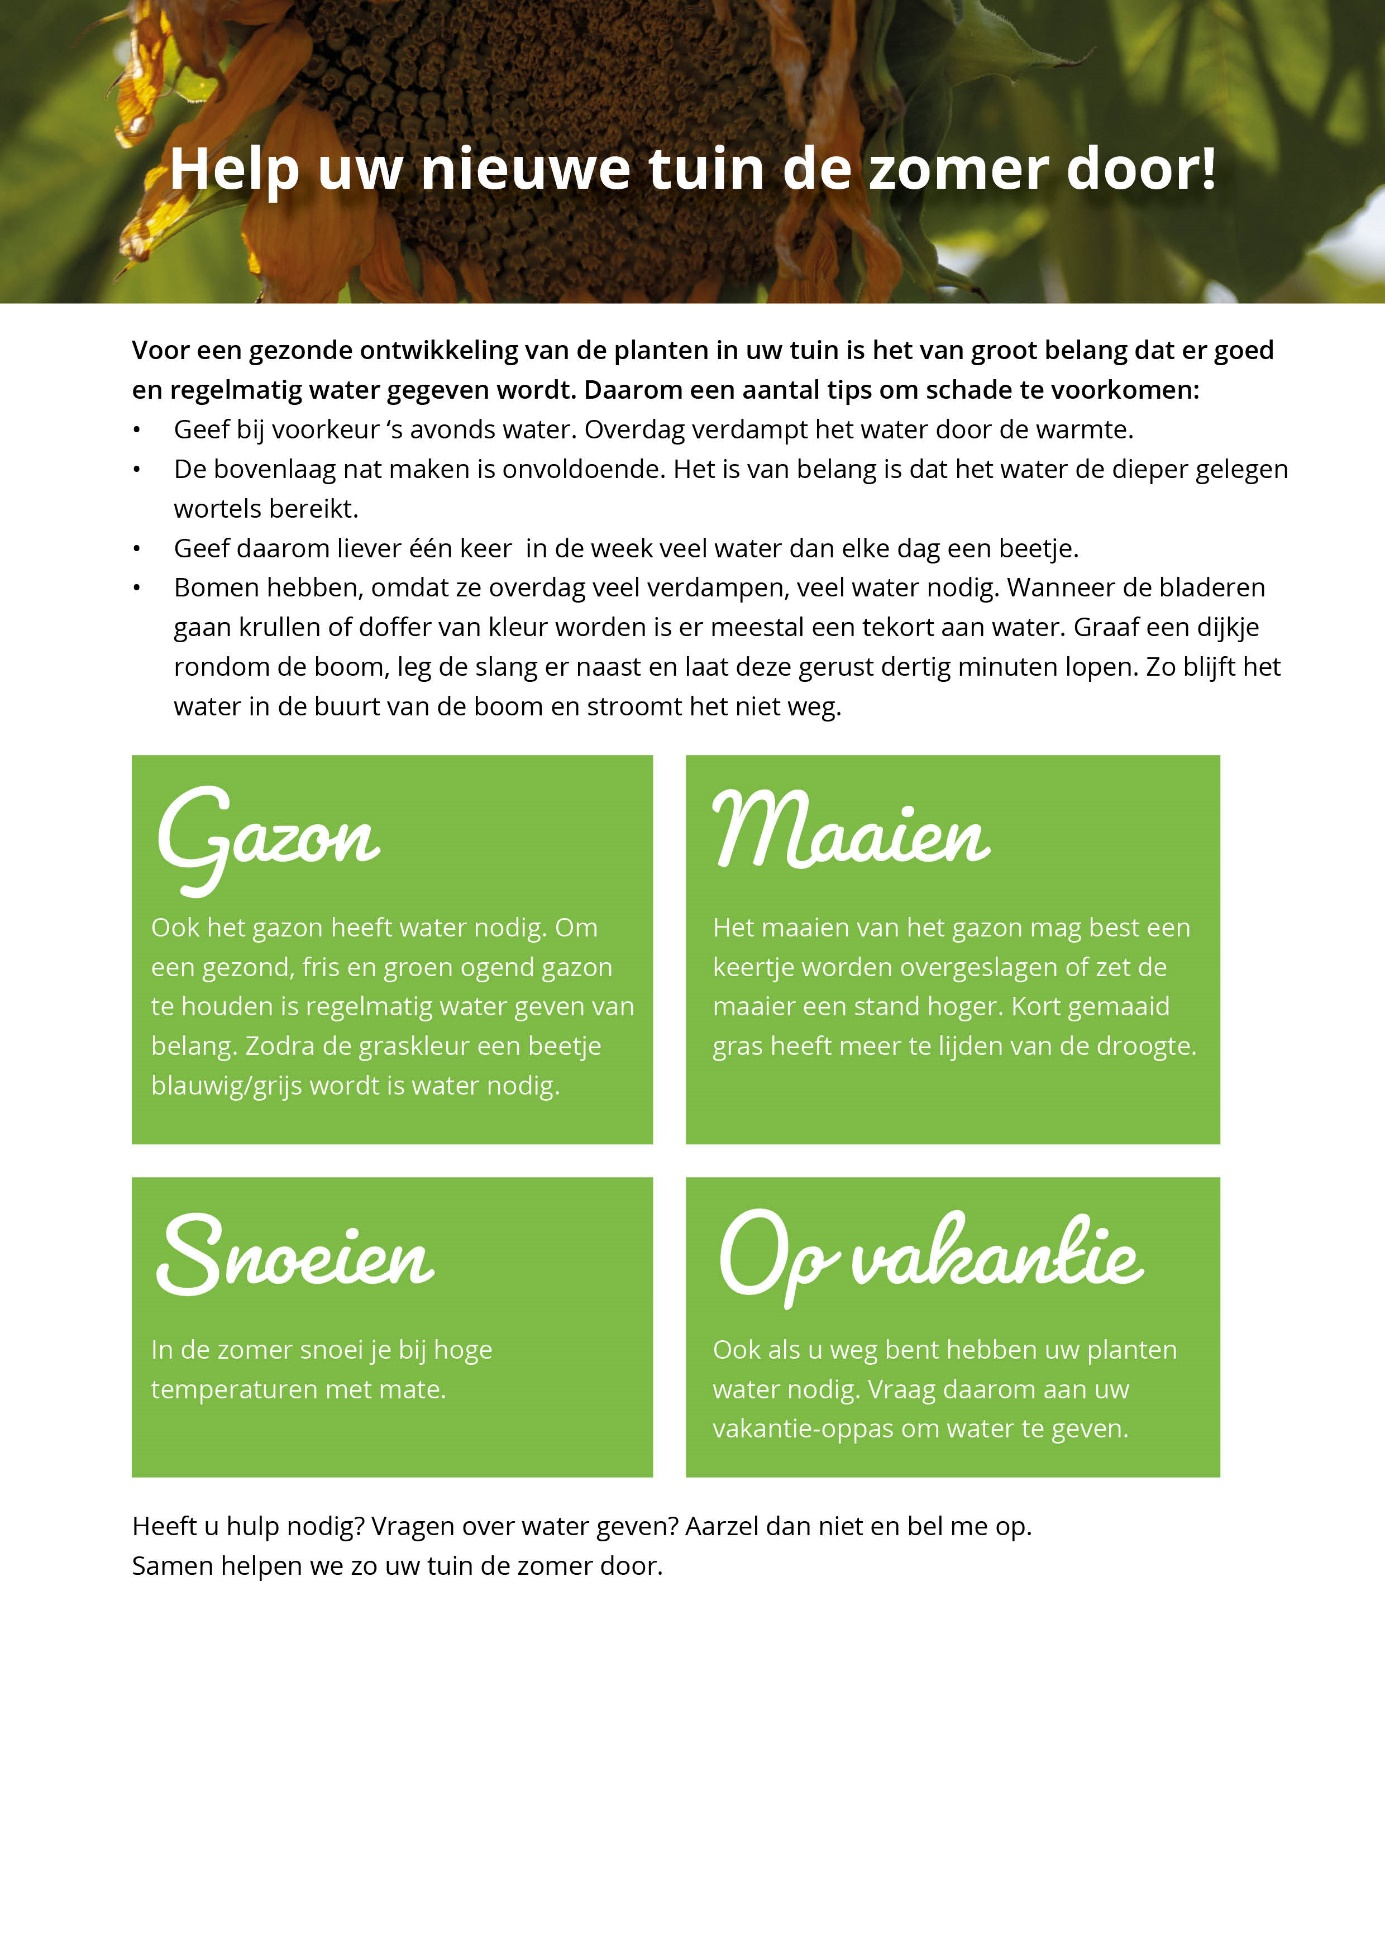 Help uw nieuwe tuin de zomer door!
Voor een gezonde ontwikkeling van de planten in uw tuin is het van groot belang dat er goed
en regelmatig water gegeven wordt. Daarom een aantal tips om schade te voorkomen:
• Geef bij voorkeur ‘s avonds water. Overdag verdampt het water door de warmte.
• De bovenlaag nat maken is onvoldoende. Het is van belang is dat het water de dieper gelegen
wortels bereikt.
• Geef daarom liever één keer  in de week veel water dan elke dag een beetje.
• Bomen hebben, omdat ze overdag veel verdampen, veel water nodig. Wanneer de bladeren
gaan krullen of doffer van kleur worden is er meestal een tekort aan water. Graaf een dijkje
rondom de boom, leg de slang er naast en laat deze gerust dertig minuten lopen. Zo blijft het
water in de buurt van de boom en stroomt het niet weg.
Gazon
Ook het gazon heeft water nodig. Om
een gezond, fris en groen ogend gazon
te houden is regelmatig water geven van
belang. Zodra de graskleur een beetje
blauwig/grijs wordt is water nodig.
Maaien
Het maaien van het gazon mag best een
keertje worden overgeslagen of zet de
maaier een stand hoger. Kort gemaaid
gras heeft meer te lijden van de droogte.
Snoeien
In de zomer snoei je bij hoge
temperaturen met mate.
Op vakantie
Ook als u weg bent hebben uw planten
water nodig. Vraag daarom aan uw
vakantie-oppas om water te geven.
Heeft u hulp nodig? Vragen over water geven? Aarzel dan niet en bel me op.
Samen helpen we zo uw tuin de zomer door.